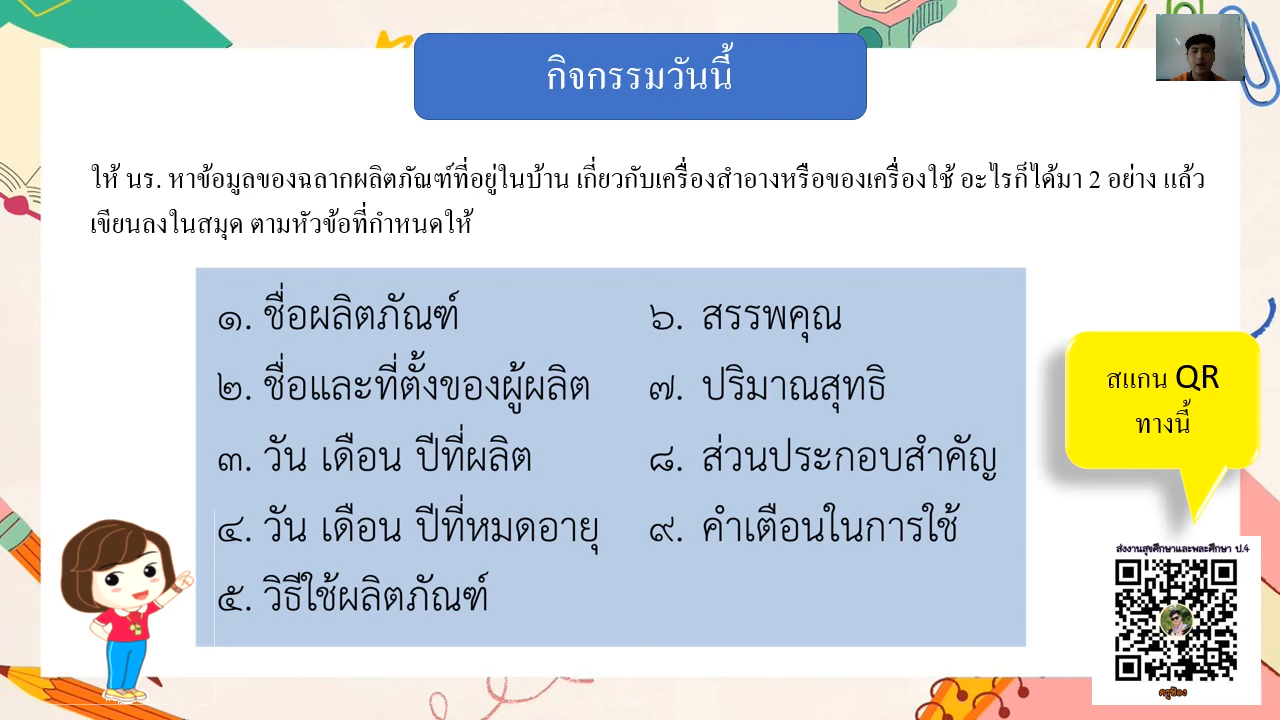 กิจกรรมวันนี้
ให้ นร. หาข้อมูลของฉลากผลิตภัณฑ์ที่อยู่ในบ้าน เกี่ยวกับเครื่องสำอางหรือของเครื่องใช้ อะไรก็ได้มา 2 อย่าง แล้ว
เขียนลงในสมุด ตามหัวข้อที่กำหนดให้
๑. ชื่อผลิตภัณฑ์
๒. ชื่อและที่ตั้งของผู้ผลิต
๓. วัน เดือน ปีที่ผลิต
๔. วัน เดือน ปีที่หมดอายุ
๕. วิธีใช้ผลิตภัณฑ์
๖. สรรพคุณ
๗. ปริมาณสุทธิ
๘. ส่วนประกอบสำคัญ
๙. คำเตือนในการใช้
สแกน QR
ทางนี้
ส่งงานสุขศึกษาและพละศึกษา ป.4